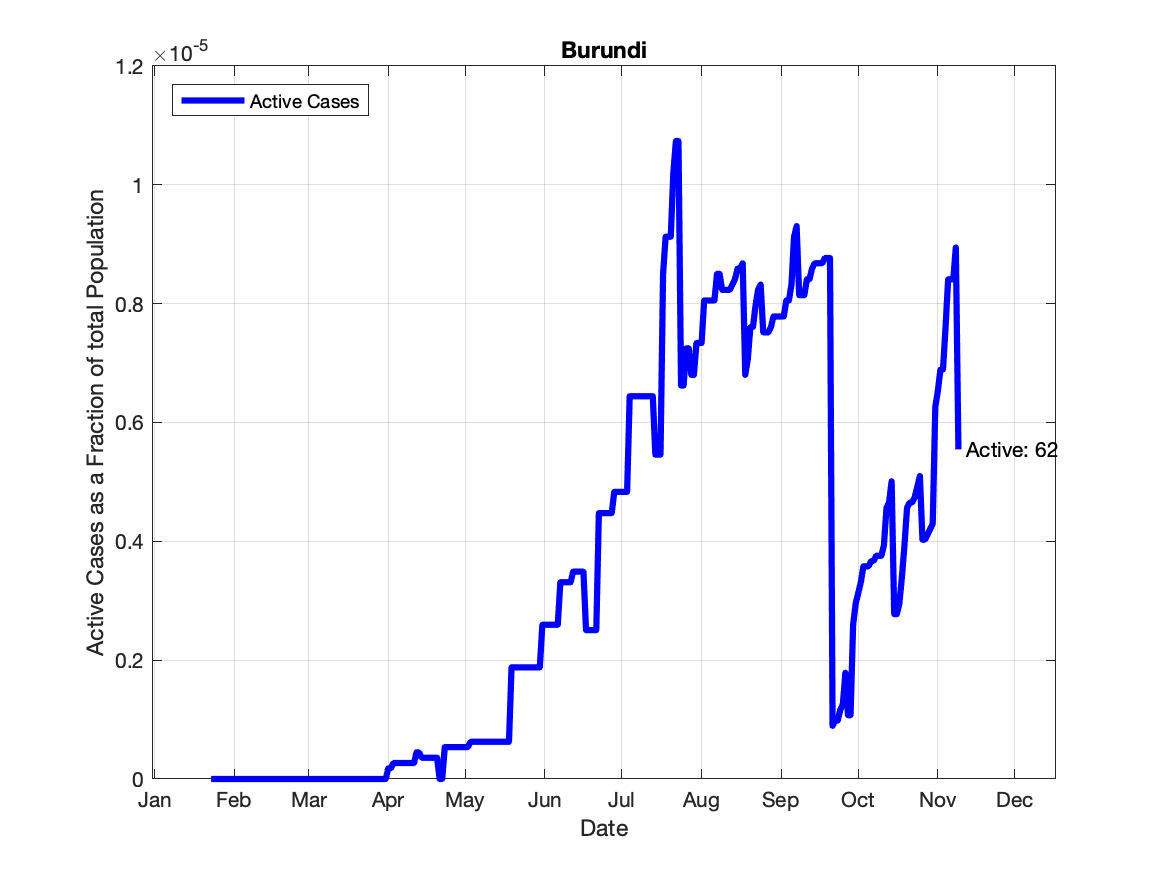 Burundi
×10-5
1.2
1
0.8
0.6
0.4
0.2
0
Active Cases as a Fraction of total Population
Active Cases
Active: 62
Jan Feb Mar Apr May Jun Jul Aug Sep Oct Nov Dec
Date